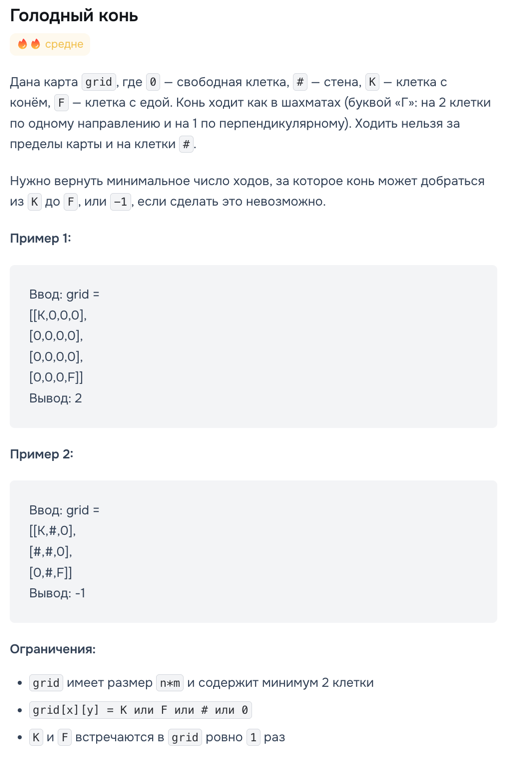 Голодный конь
🔥🔥 средне
Дана карта grid, где 0 — свободная клетка, # — стена, K — клетка с
конём, F — клетка с едой. Конь ходит как в шахматах (буквой «Г»: на 2 клетки
по одному направлению и на 1 по перпендикулярному). Ходить нельзя за
пределы карты и на клетки #.
Нужно вернуть минимальное число ходов, за которое конь может добраться
из K до F, или −1, если сделать это невозможно.
Пример 1:
Ввод: grid =
[[K,0,0,0],
[0,0,0,0],
[0,0,0,0],
[0,0,0,F]]
Вывод: 2
Пример 2:
Ввод: grid =
[[K,#,0],
[#,#,0],
[0,#,F]]
Вывод: -1
Ограничения:
• grid имеет размер n*m и содержит минимум 2 клетки
• grid[x][y] = K или F или # или 0
• K и F встречаются в grid ровно 1 раз